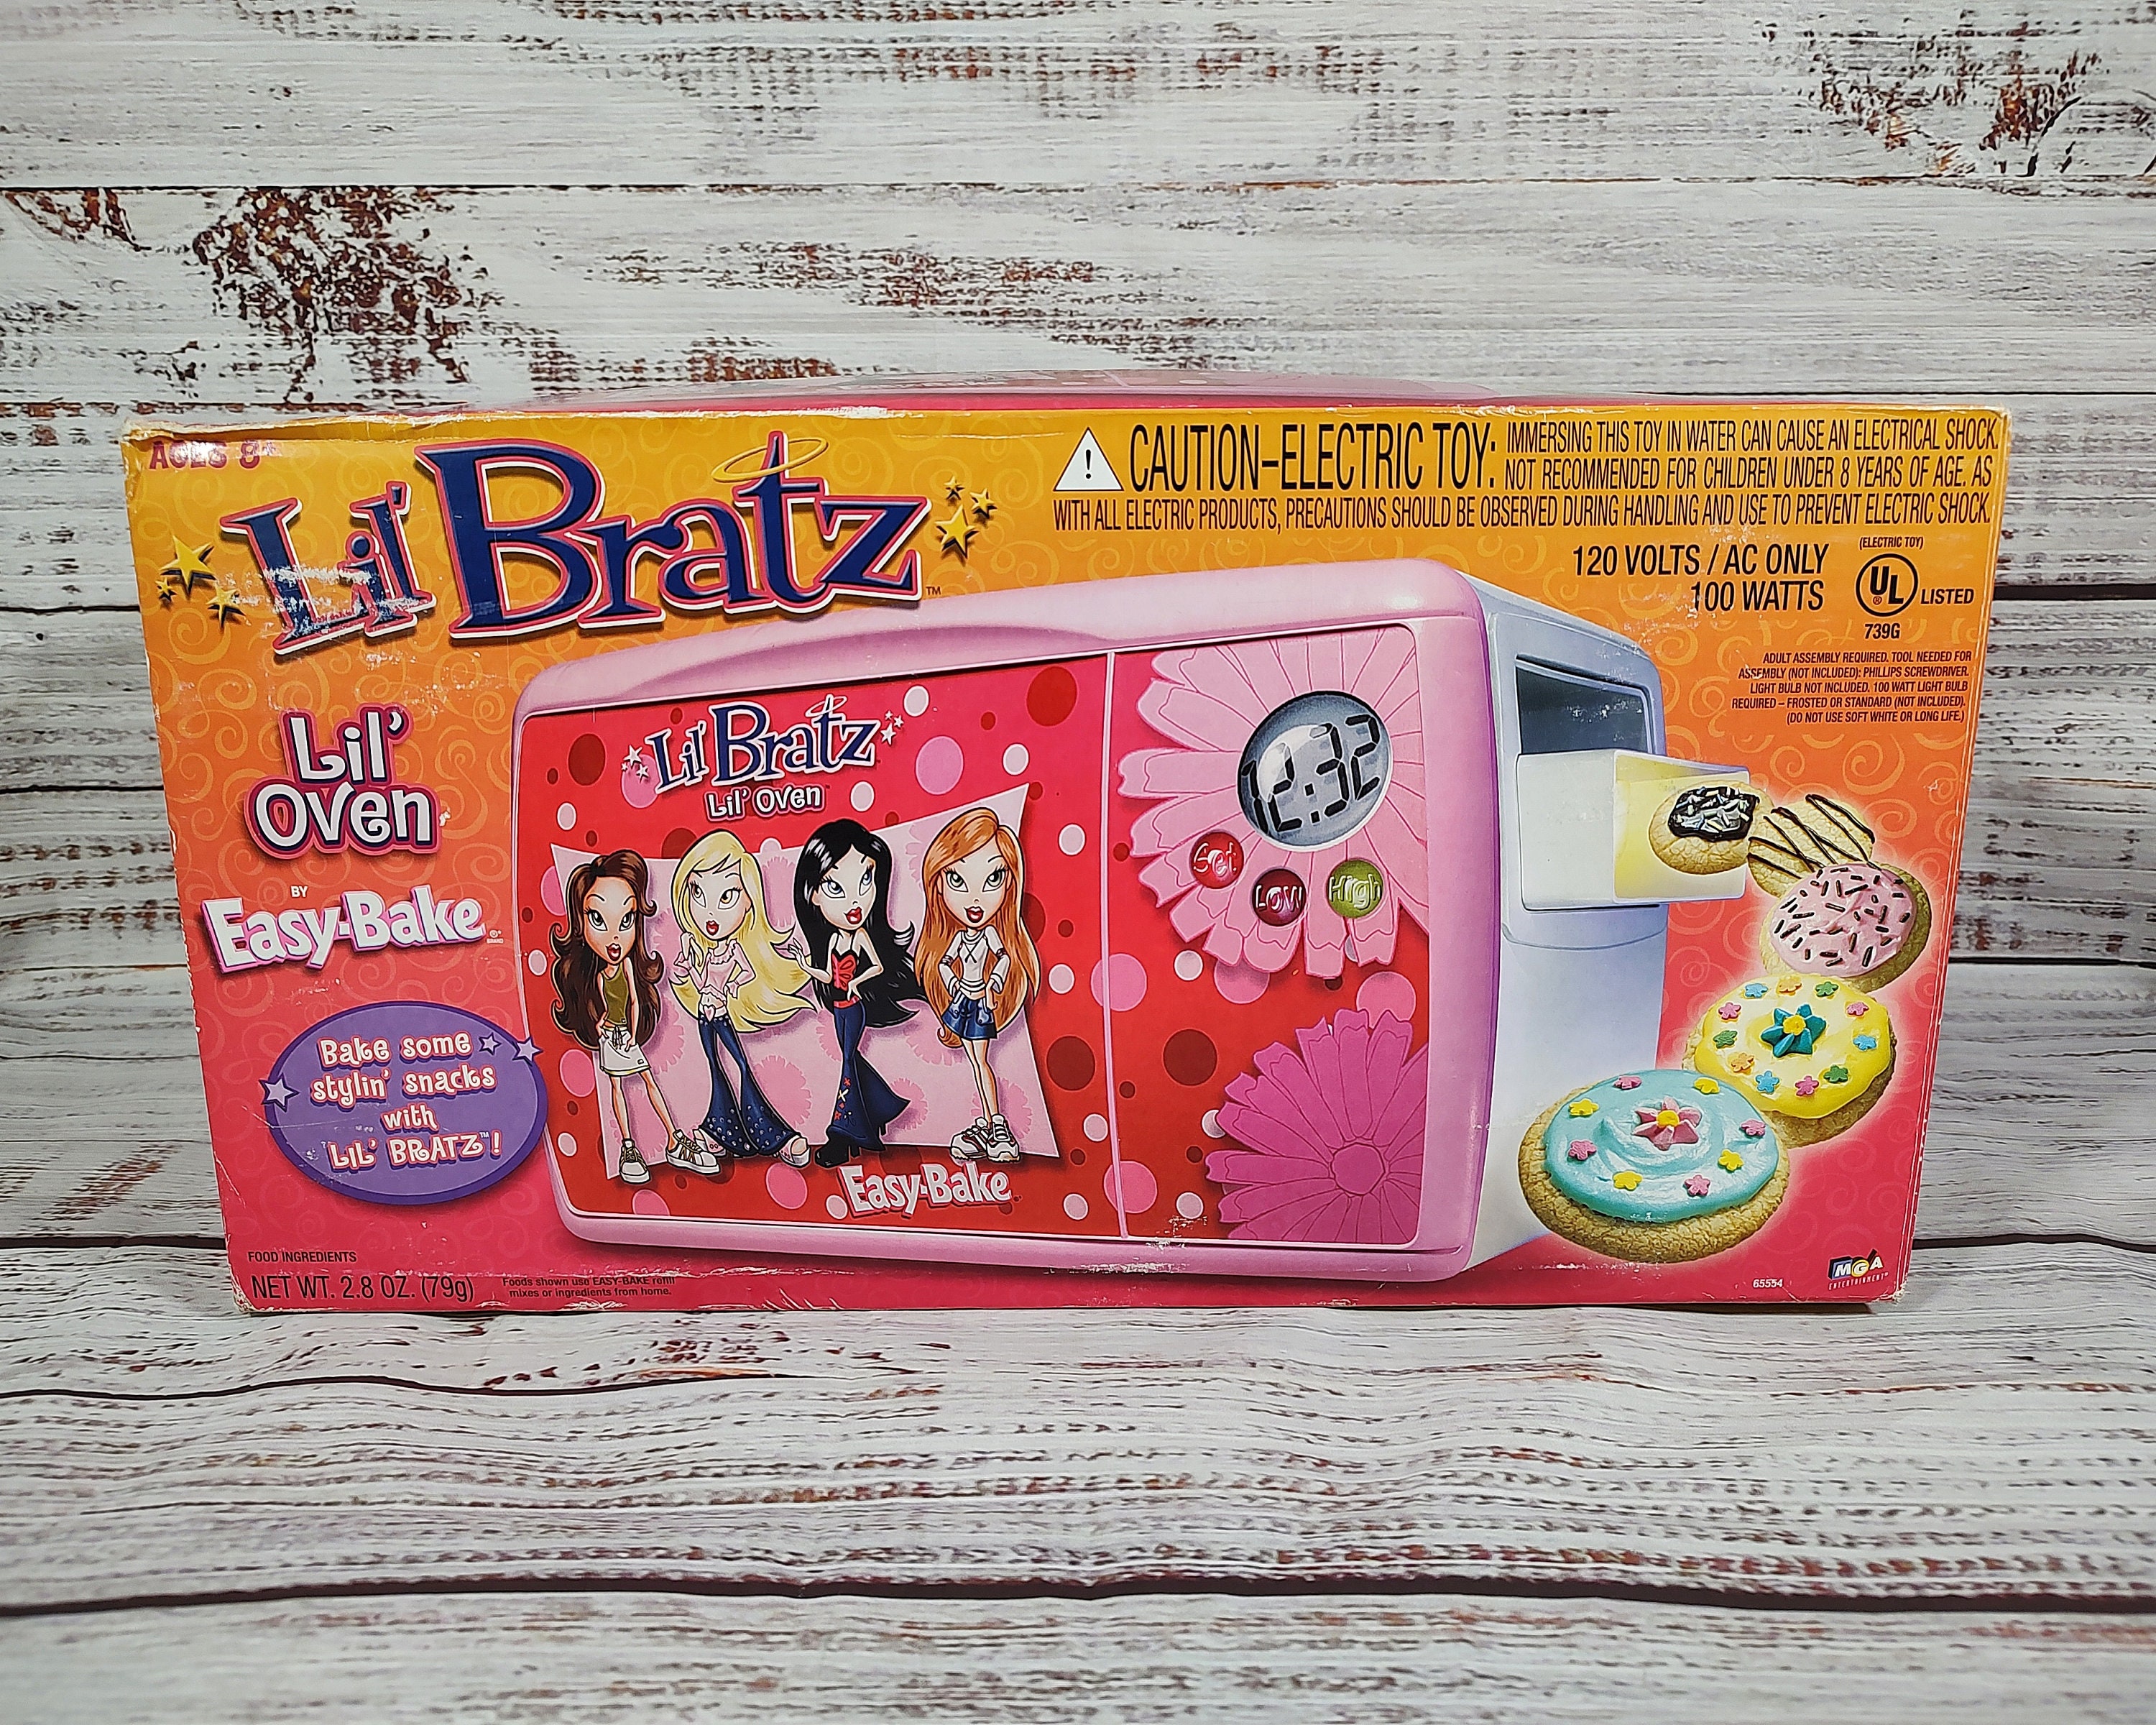 AGES 8+
Lil' Bratz™
Lil'
Oven
BY
Easy-Bake
® BRAND
Bake some
stylin' snacks
with
LIL' BRATZ™!
FOOD INGREDIENTS
NET WT. 2.8 OZ. (79g)
Foods shown use EASY-BAKE refill
mixes or ingredients from home.
CAUTION–ELECTRIC TOY: IMMERSING THIS TOY IN WATER CAN CAUSE AN ELECTRICAL SHOCK.
NOT RECOMMENDED FOR CHILDREN UNDER 8 YEARS OF AGE. AS
WITH ALL ELECTRIC PRODUCTS, PRECAUTIONS SHOULD BE OBSERVED DURING HANDLING AND USE TO PREVENT ELECTRIC SHOCK.
120 VOLTS / AC ONLY
100 WATTS
(ELECTRIC TOY)
UL® LISTED
739G
ADULT ASSEMBLY REQUIRED. TOOL NEEDED FOR
ASSEMBLY (NOT INCLUDED): PHILLIPS SCREWDRIVER.
LIGHT BULB NOT INCLUDED. 100 WATT LIGHT BULB
REQUIRED – FROSTED OR STANDARD (NOT INCLUDED).
(DO NOT USE SOFT WHITE OR LONG LIFE.)
Lil' Bratz
Lil' Oven
Easy-Bake
12:32
Set
Low
High
65554
MGA
ENTERTAINMENT